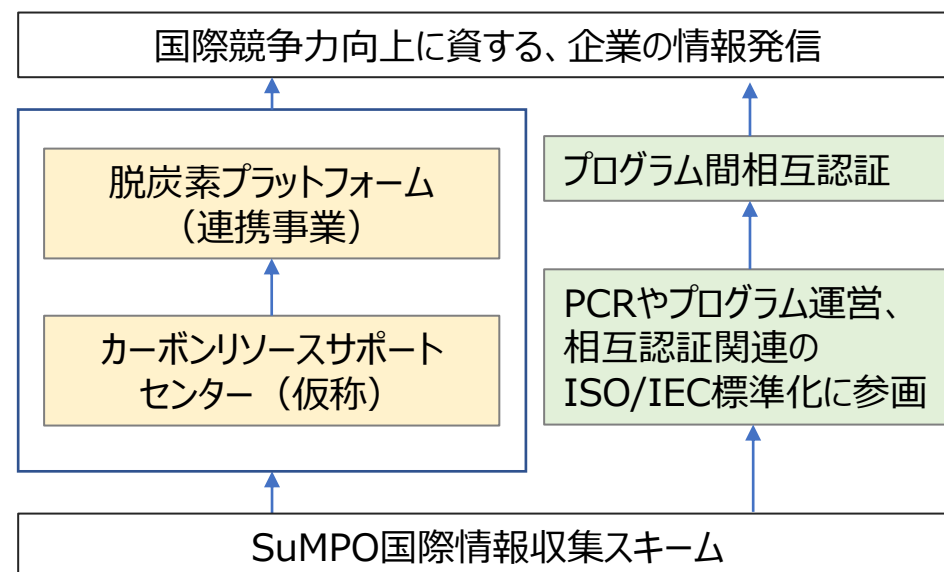 国際競争力向上に資する、企業の情報発信
脱炭素プラットフォーム
（連携事業）
カーボンリソースサポート
センター（仮称）
プログラム間相互認証
PCRやプログラム運営、
相互認証関連の
ISO/IEC標準化に参画
SuMPO国際情報収集スキーム